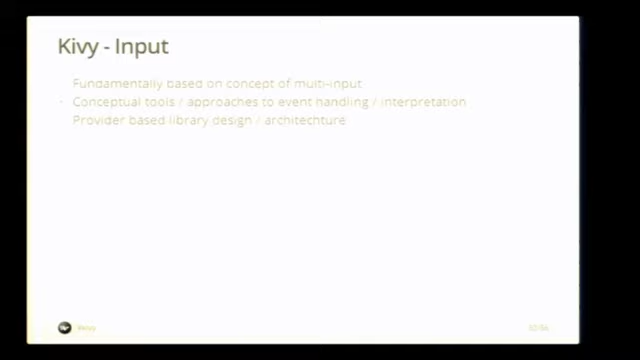 Kivy - Input
Fundamentally based on concept of multi-input
· Conceptual tools / approaches to event handling / interpretation
Provider based library design / architechture
Kivy